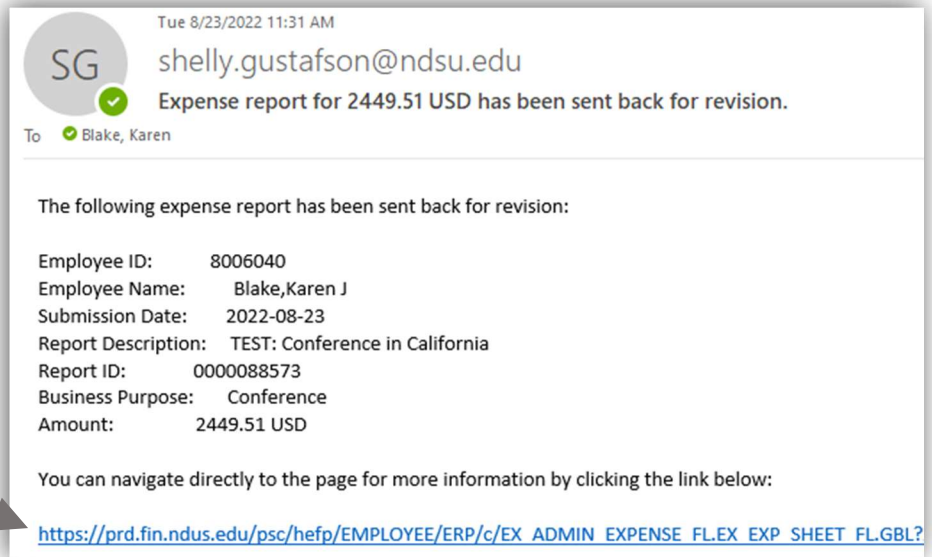 Tue 8/23/2022 11:31 AM
SG
shelly.gustafson@ndsu.edu
Expense report for 2449.51 USD has been sent back for revision.
To Blake, Karen
The following expense report has been sent back for revision:
Employee ID: 8006040
Employee Name: Blake,Karen J
Submission Date: 2022-08-23
Report Description: TEST: Conference in California
Report ID: 0000088573
Business Purpose: Conference
Amount: 2449.51 USD
You can navigate directly to the page for more information by clicking the link below:
https://prd.fin.ndus.edu/psc/hefp/EMPLOYEE/ERP/c/EX_ADMIN_EXPENSE_FL.EX_EXP_SHEET_FL.GBL?